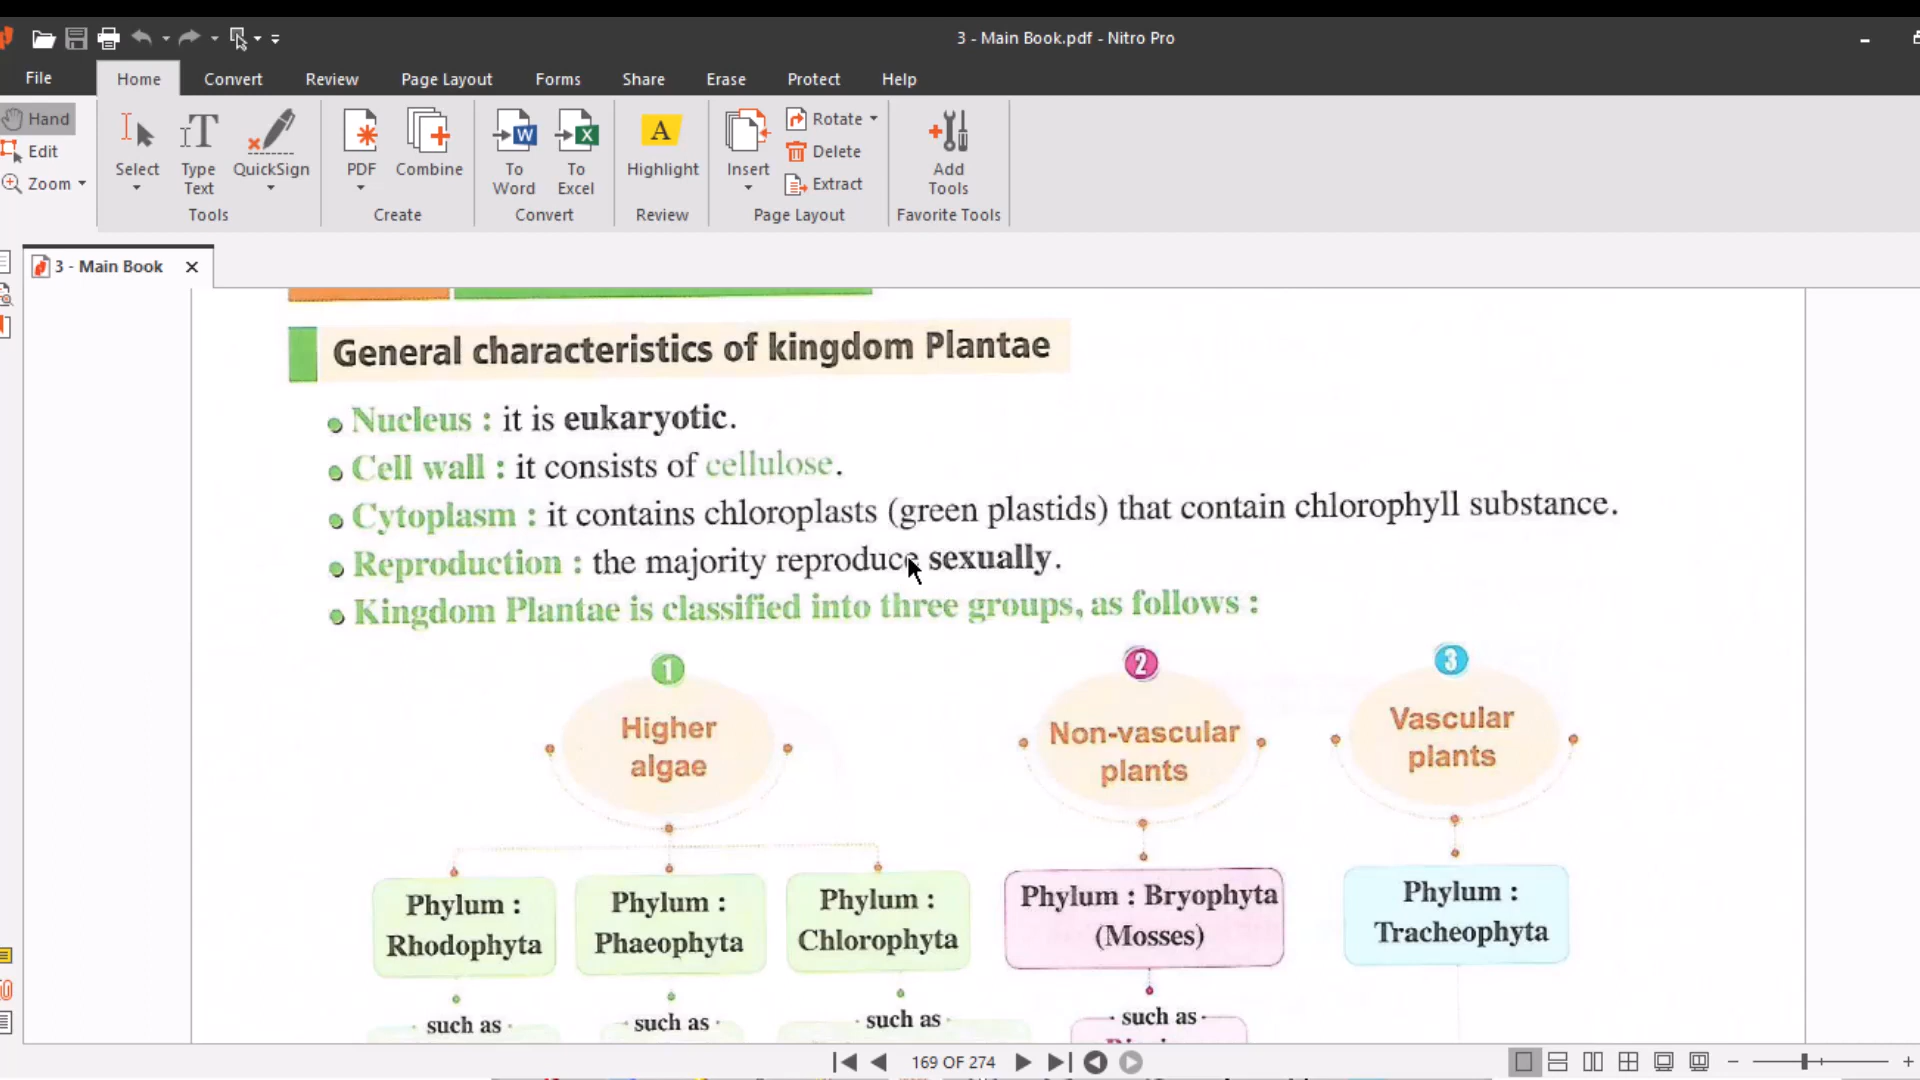 3 - Main Book.pdf - Nitro Pro
File Home Convert Review Page Layout Forms Share Erase Protect Help
Hand
Edit
Zoom
Select
Type Text
QuickSign
Tools
PDF
Combine
Create
To Word
To Excel
Convert
A
Highlight
Review
Insert
Rotate
Delete
Extract
Page Layout
Add Tools
Favorite Tools
3 - Main Book
General characteristics of kingdom Plantae
Nucleus : it is eukaryotic.
Cell wall : it consists of cellulose.
Cytoplasm : it contains chloroplasts (green plastids) that contain chlorophyll substance.
Reproduction : the majority reproduce sexually.
Kingdom Plantae is classified into three groups, as follows :
1
Higher
algae
2
Non-vascular
plants
3
Vascular
plants
Phylum :
Rhodophyta
Phylum :
Phaeophyta
Phylum :
Chlorophyta
Phylum : Bryophyta
(Mosses)
Phylum :
Tracheophyta
such as
such as
such as
such as
169 OF 274